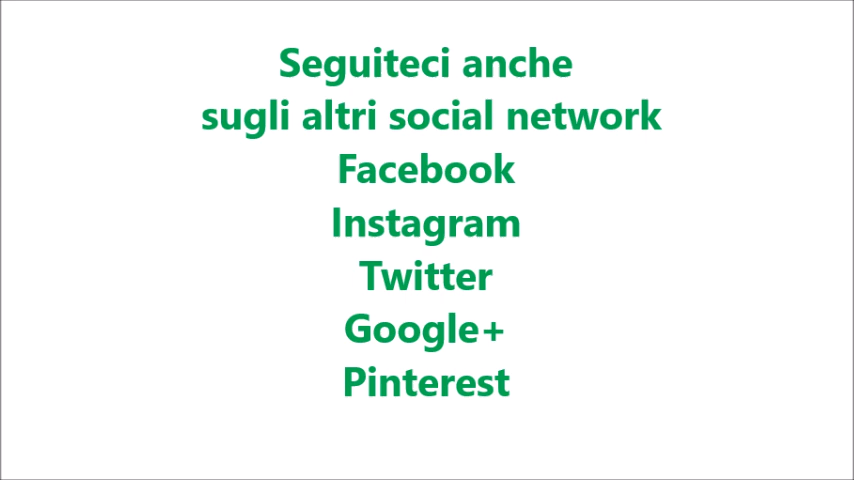 Seguiteci anche
sugli altri social network
Facebook
Instagram
Twitter
Google+
Pinterest